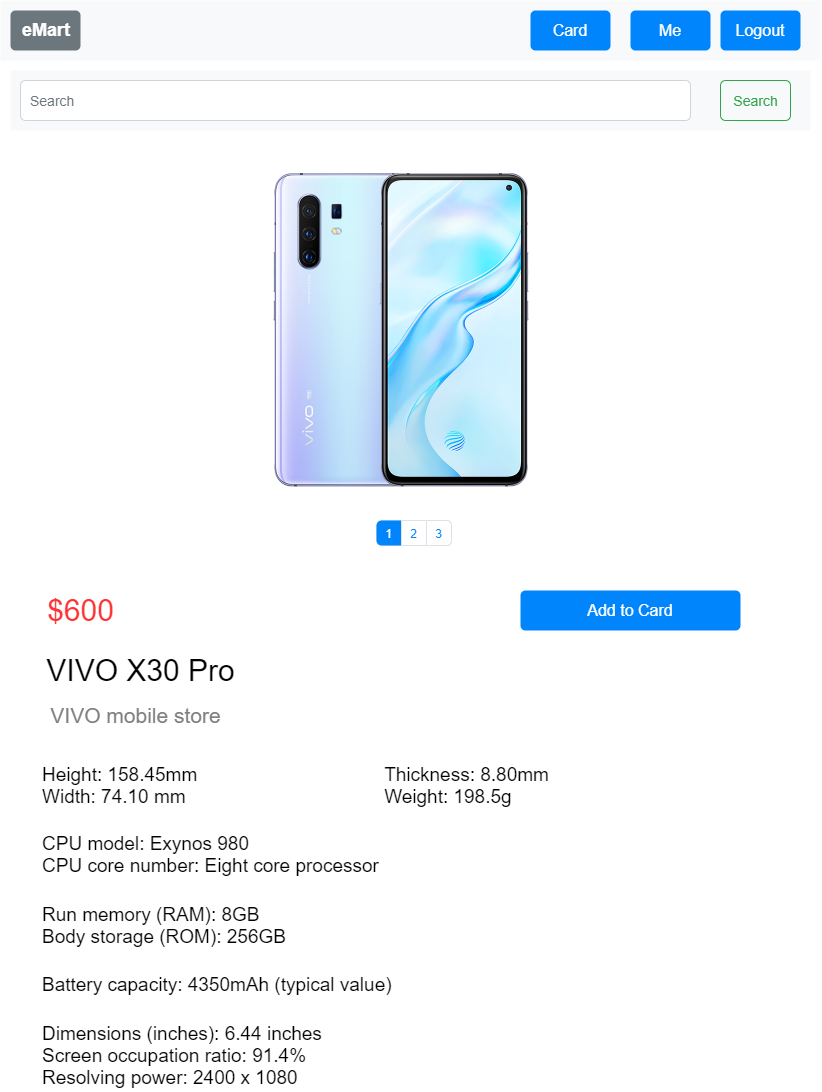 eMart
Card
Me
Logout
Search
Search
vivo
1 2 3
$600
Add to Card
VIVO X30 Pro
VIVO mobile store
Height: 158.45mm
Thickness: 8.80mm
Width: 74.10 mm
Weight: 198.5g
CPU model: Exynos 980
CPU core number: Eight core processor
Run memory (RAM): 8GB
Body storage (ROM): 256GB
Battery capacity: 4350mAh (typical value)
Dimensions (inches): 6.44 inches
Screen occupation ratio: 91.4%
Resolving power: 2400 x 1080